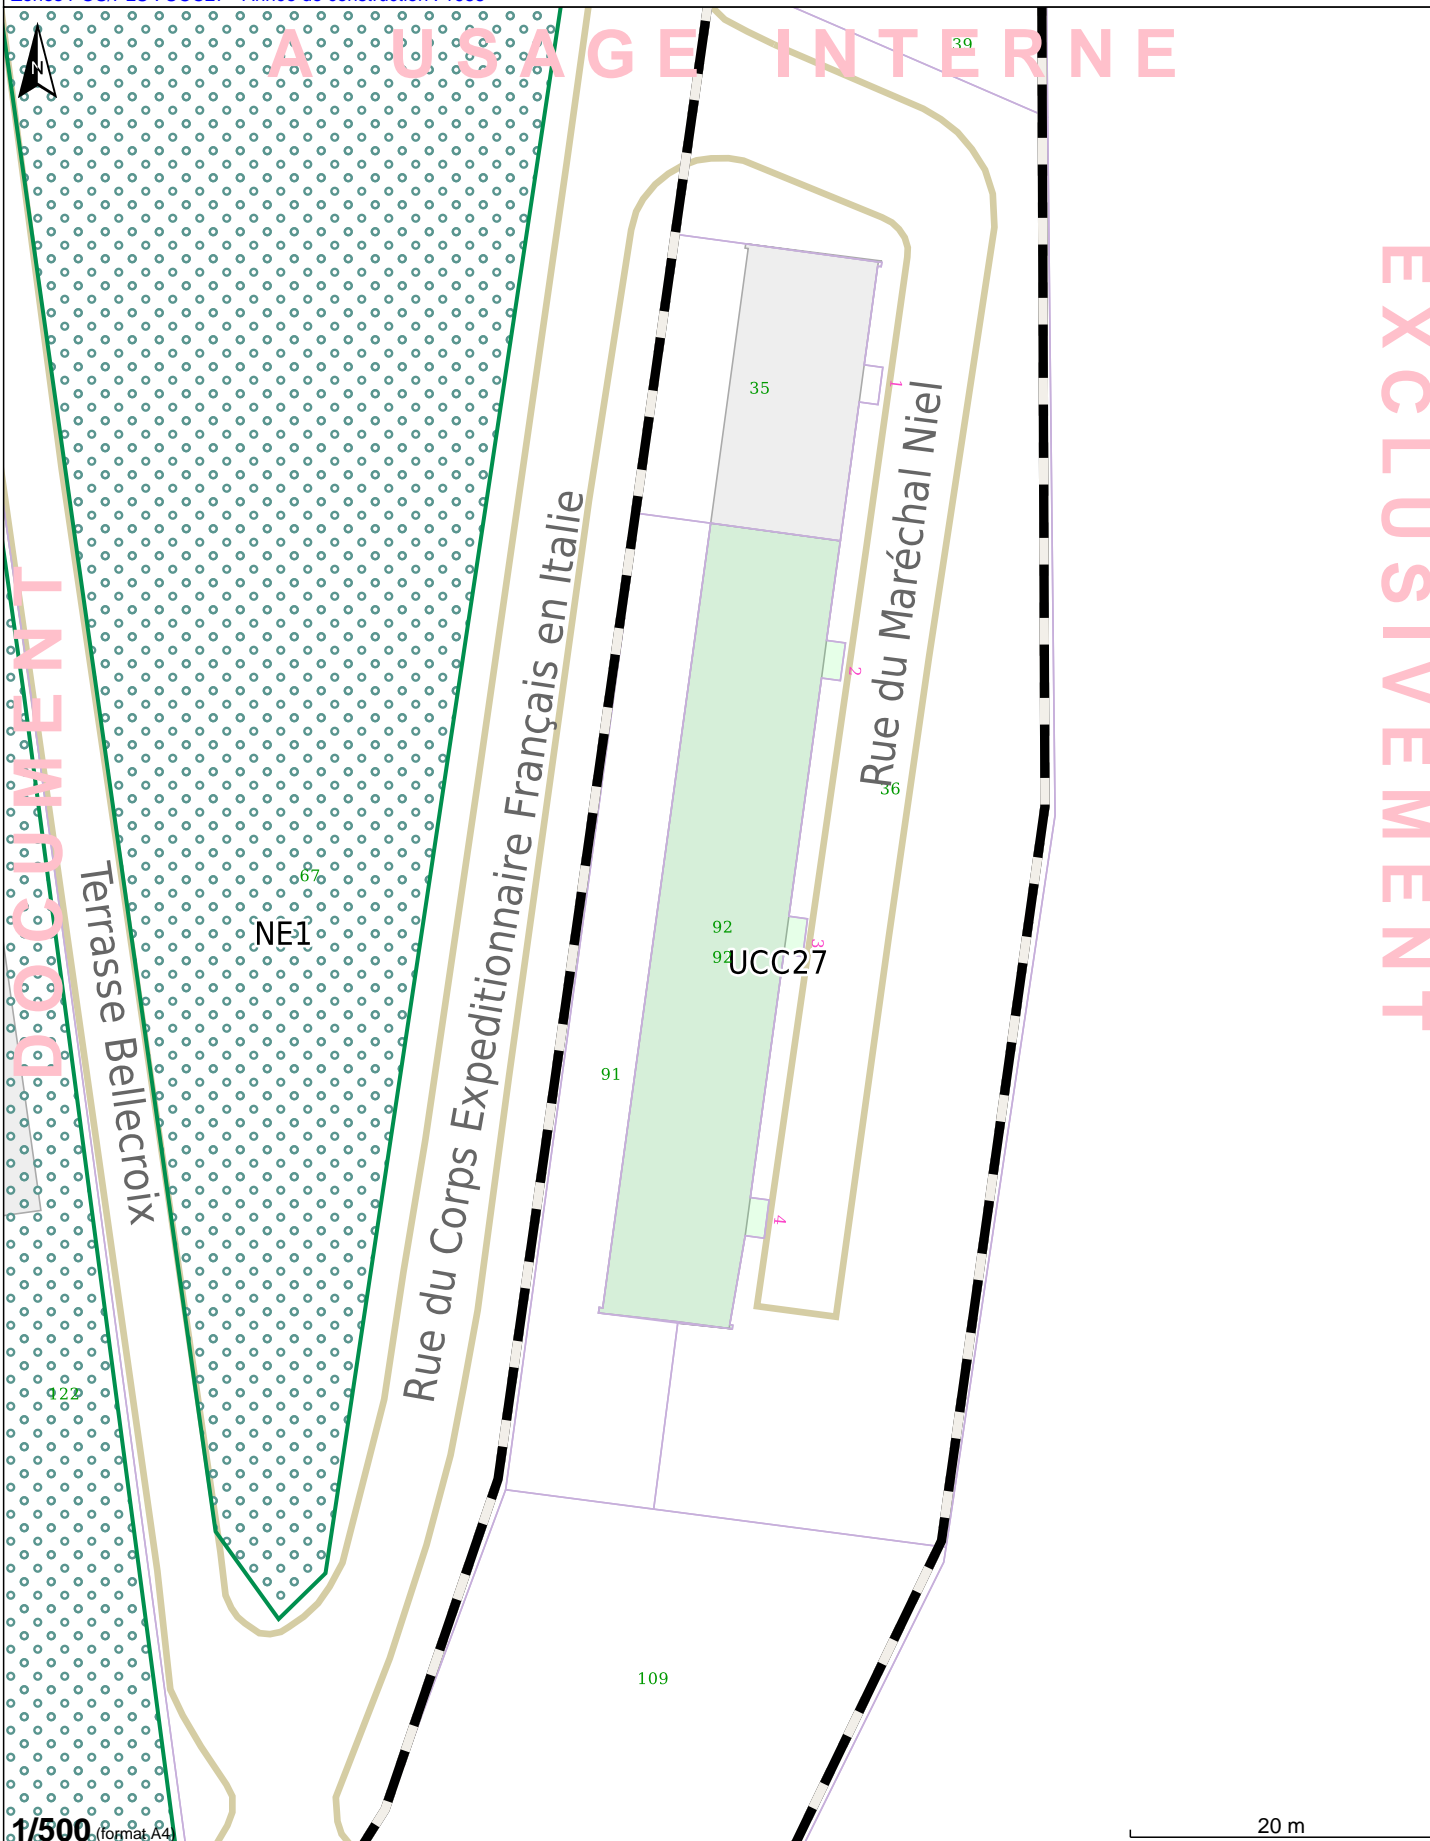 A USAGE INTERNE
EXCLUSIVEMENT
DOCUMENT
N
39
35
1
Rue du Maréchal Niel
2
36
Rue du Corps Expeditionnaire Français en Italie
67
NE1
Terrasse Bellecroix
92
92
UCC27
3
91
4
122
109
1/500 (format A4)
20 m